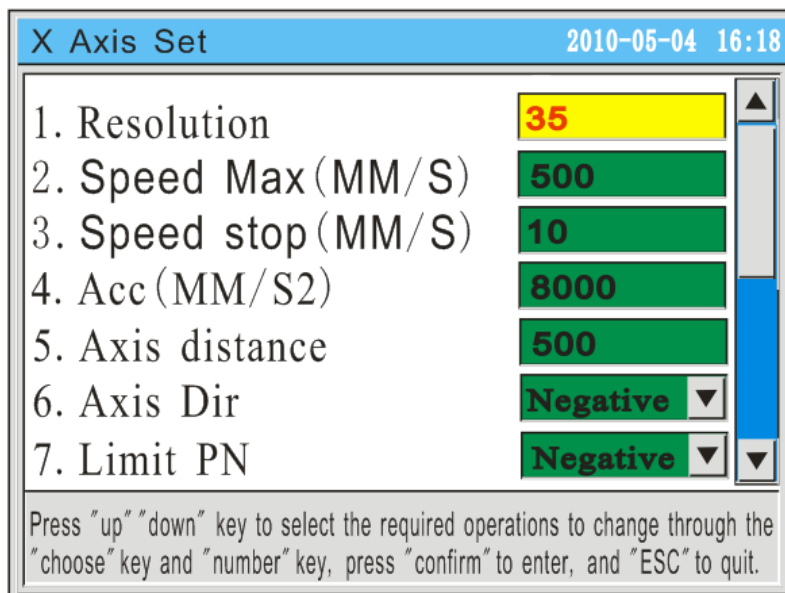 X Axis Set 2010-05-04 16:18
1. Resolution 35
2. Speed Max(MM/S) 500
3. Speed stop(MM/S) 10
4. Acc(MM/S2) 8000
5. Axis distance 500
6. Axis Dir Negative
7. Limit PN Negative
Press "up" "down" key to select the required operations to change through the
"choose" key and "number" key, press "confirm" to enter, and "ESC" to quit.